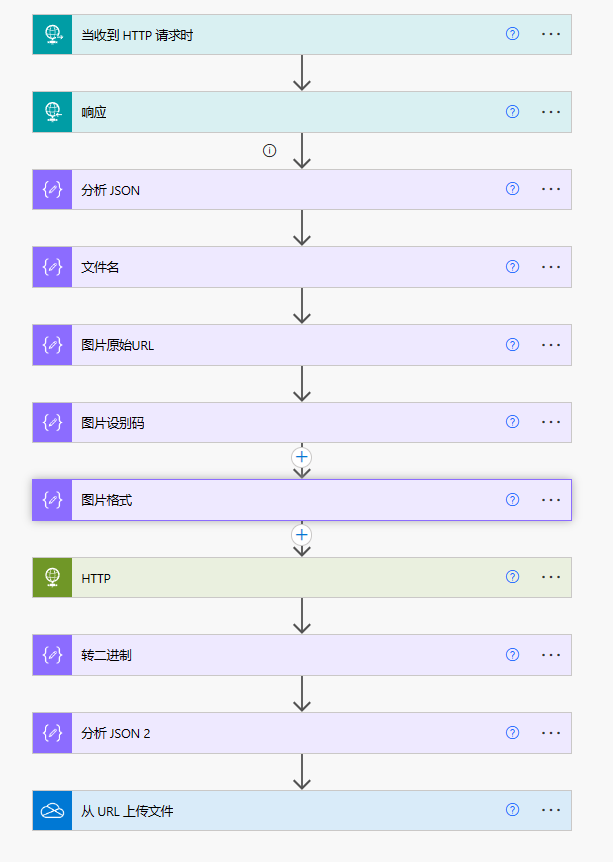 当收到 HTTP 请求时
响应
分析 JSON
文件名
图片原始URL
图片设别码
图片格式
HTTP
转二进制
分析 JSON 2
从 URL 上传文件